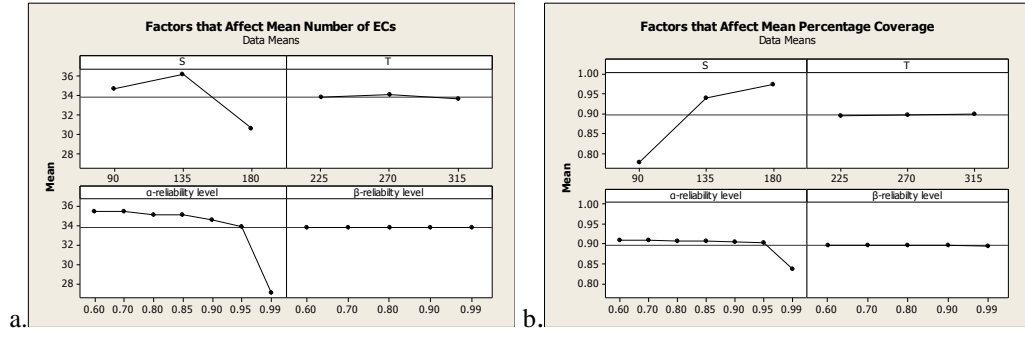 Factors that Affect Mean Number of ECs
Data Means
S T
36
34
32
30
28
90 135 180 225 270 315
Mean
α-reliability level β-reliabilty level
36
34
32
30
28
0.60 0.70 0.80 0.85 0.90 0.95 0.99 0.60 0.70 0.80 0.90 0.99
a.
Factors that Affect Mean Percentage Coverage
Data Means
S T
1.00
0.95
0.90
0.85
0.80
90 135 180 225 270 315
Mean
α-reliability level β-reliability level
1.00
0.95
0.90
0.85
0.80
0.60 0.70 0.80 0.85 0.90 0.95 0.99 0.60 0.70 0.80 0.90 0.99
b.